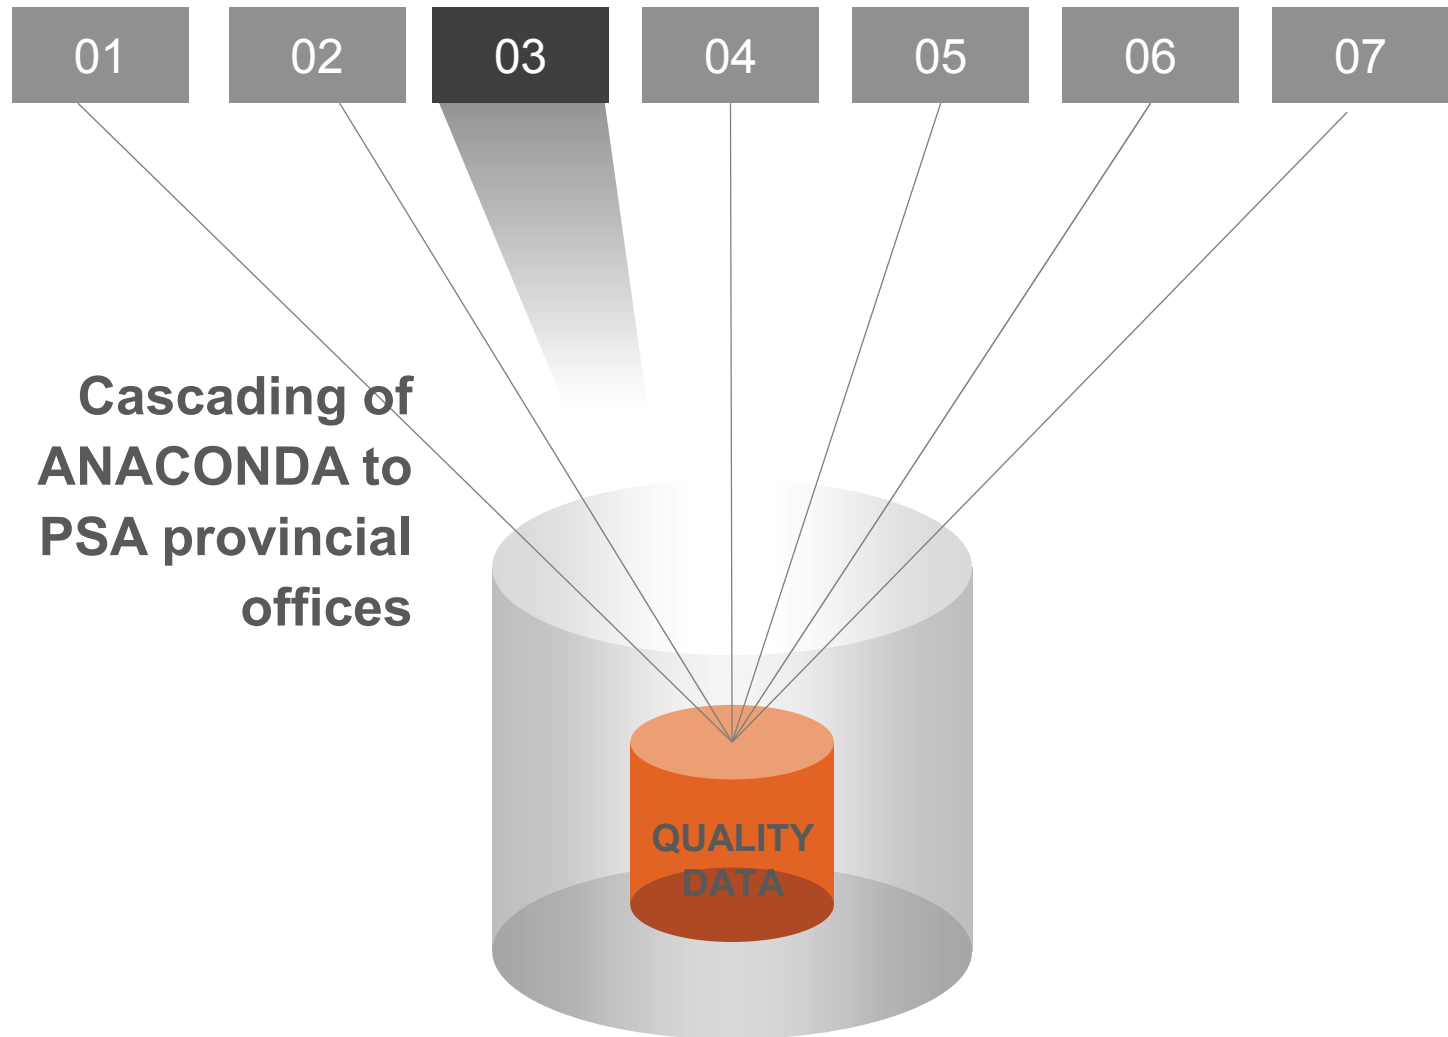 01 02 03 04 05 06 07
Cascading of
ANACONDA to
PSA provincial
offices
QUALITY
DATA